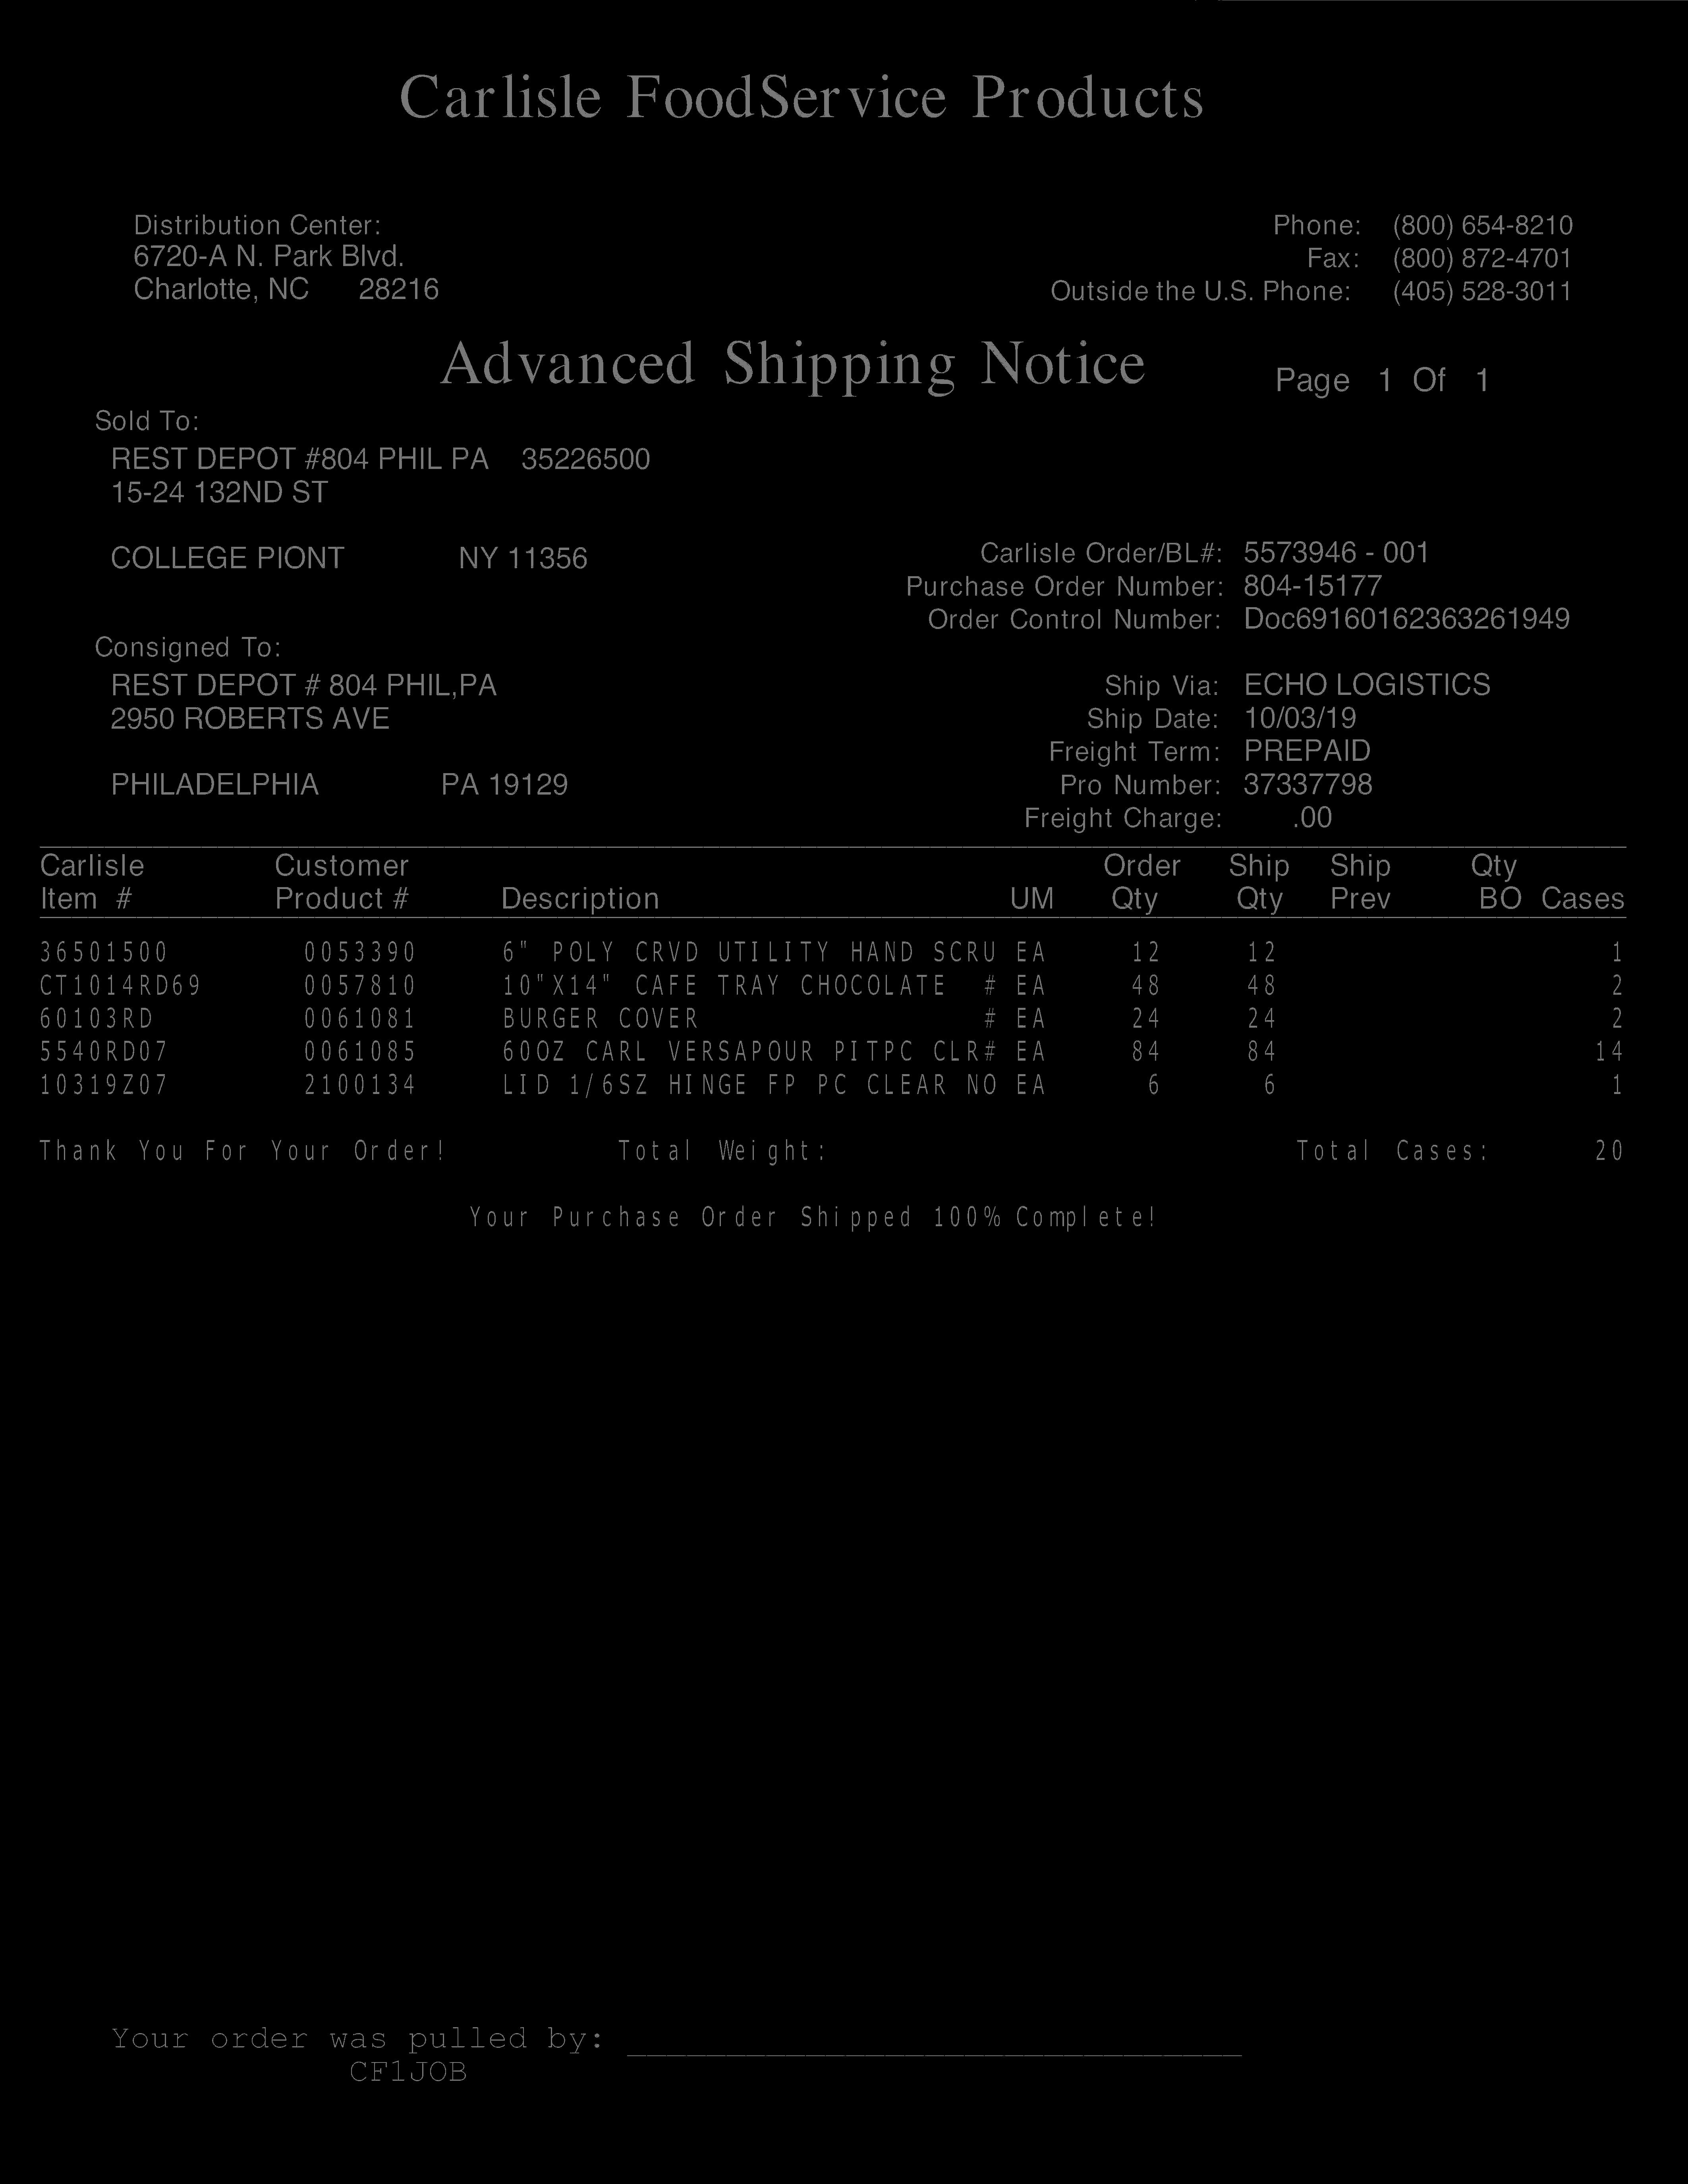 Carlisle FoodService Products
Distribution Center:
6720-A N. Park Blvd.
Charlotte, NC 28216
Phone: (800) 654-8210
Fax: (800) 872-4701
Outside the U.S. Phone: (405) 528-3011
Advanced Shipping Notice
Page 1 Of 1
Sold To:
REST DEPOT #804 PHIL PA 35226500
15-24 132ND ST
COLLEGE PIONT NY 11356
Carlisle Order/BL#: 5573946 - 001
Purchase Order Number: 804-15177
Order Control Number: Doc69160162363261949
Consigned To:
REST DEPOT # 804 PHIL,PA
2950 ROBERTS AVE
PHILADELPHIA PA 19129
Ship Via: ECHO LOGISTICS
Ship Date: 10/03/19
Freight Term: PREPAID
Pro Number: 37337798
Freight Charge: .00
Carlisle Customer Order Ship Ship Qty
Item # Product # Description UM Qty Qty Prev BO Cases
36501500 0053390 6" POLY CRVD UTILITY HAND SCRU EA 12 12 1
CT1014RD69 0057810 10"X14" CAFE TRAY CHOCOLATE # EA 48 48 2
60103RD 0061081 BURGER COVER # EA 24 24 2
5540RD07 0061085 60OZ CARL VERSAPOUR PITPC CLR# EA 84 84 14
10319Z07 2100134 LID 1/6SZ HINGE FP PC CLEAR NO EA 6 6 1
Thank You For Your Order! Total Weight: Total Cases: 20
Your Purchase Order Shipped 100% Complete!
Your order was pulled by:
CF1JOB